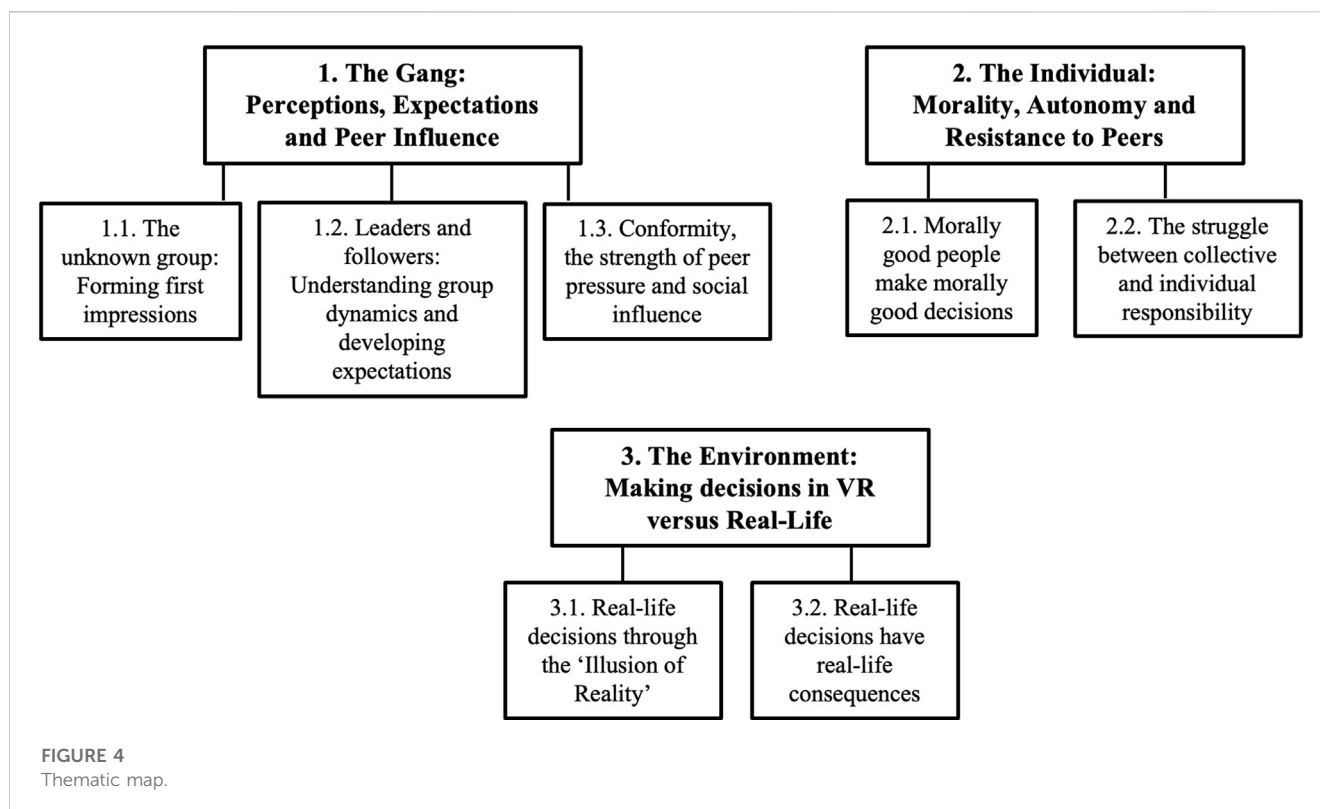 1. The Gang:
Perceptions, Expectations
and Peer Influence
1.1. The
unknown group:
Forming first
impressions
1.2. Leaders and
followers:
Understanding group
dynamics and
developing
expectations
1.3. Conformity,
the strength of peer
pressure and social
influence
2. The Individual:
Morality, Autonomy and
Resistance to Peers
2.1. Morally
good people
make morally
good decisions
2.2. The struggle
between collective
and individual
responsibility
3. The Environment:
Making decisions in VR
versus Real-Life
3.1. Real-life
decisions through
the ‘Illusion of
Reality’
3.2. Real-life
decisions have
real-life
consequences
FIGURE 4
Thematic map.